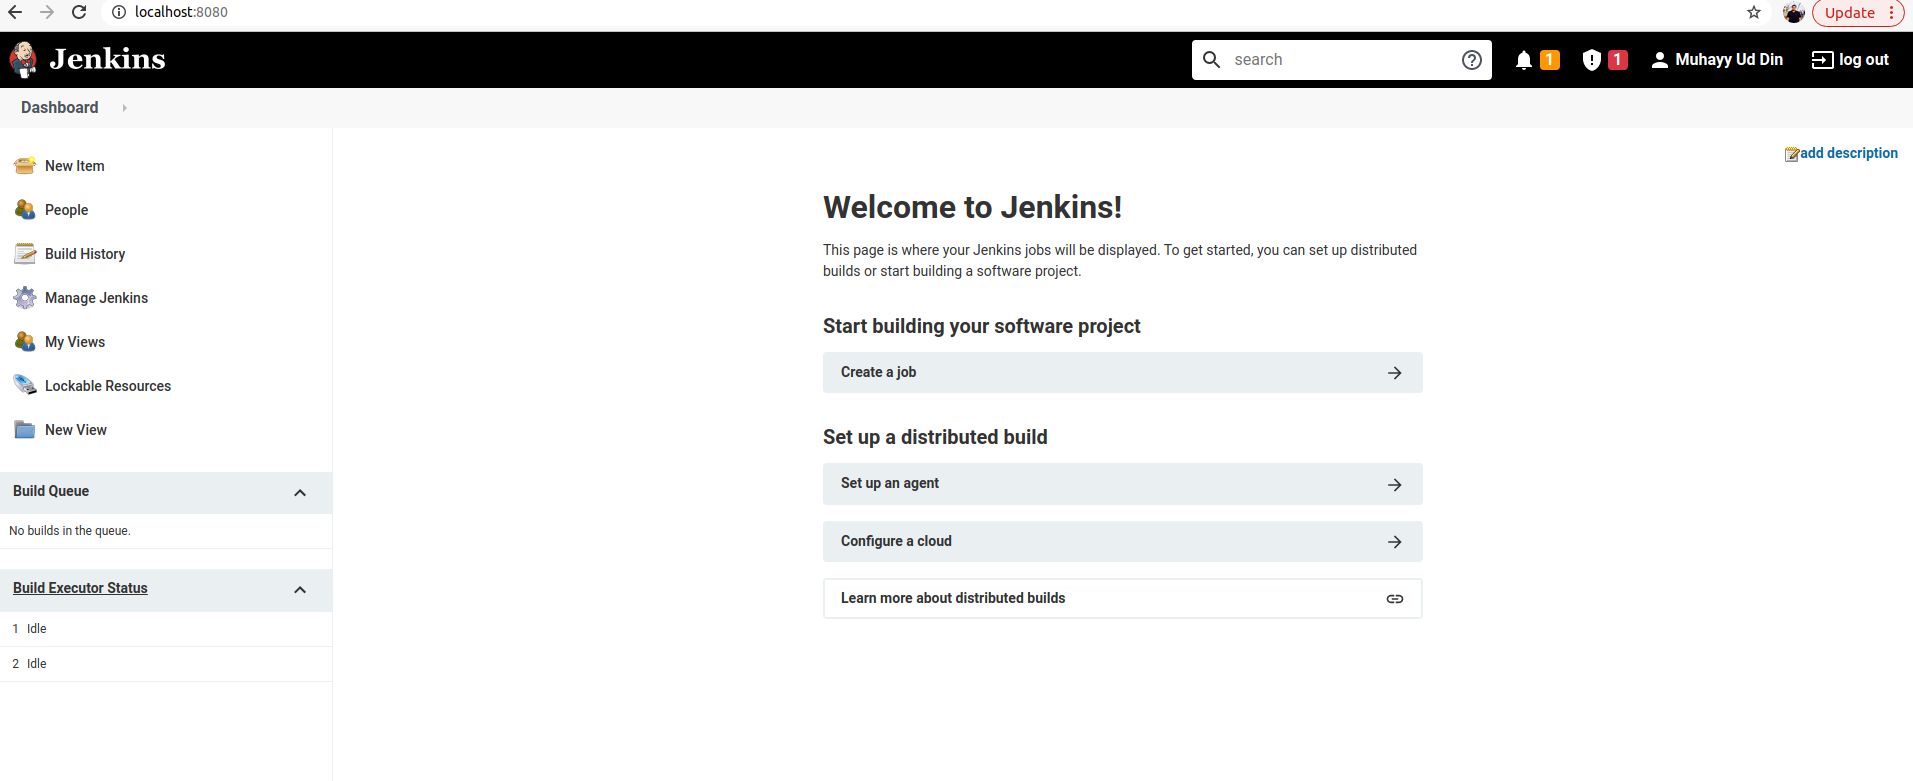 localhost:8080
Update
Jenkins
search
1
1
Muhayy Ud Din
log out
Dashboard
New Item
People
Build History
Manage Jenkins
My Views
Lockable Resources
New View
Build Queue
No builds in the queue.
Build Executor Status
1 Idle
2 Idle
add description
Welcome to Jenkins!
This page is where your Jenkins jobs will be displayed. To get started, you can set up distributed
builds or start building a software project.
Start building your software project
Create a job
Set up a distributed build
Set up an agent
Configure a cloud
Learn more about distributed builds